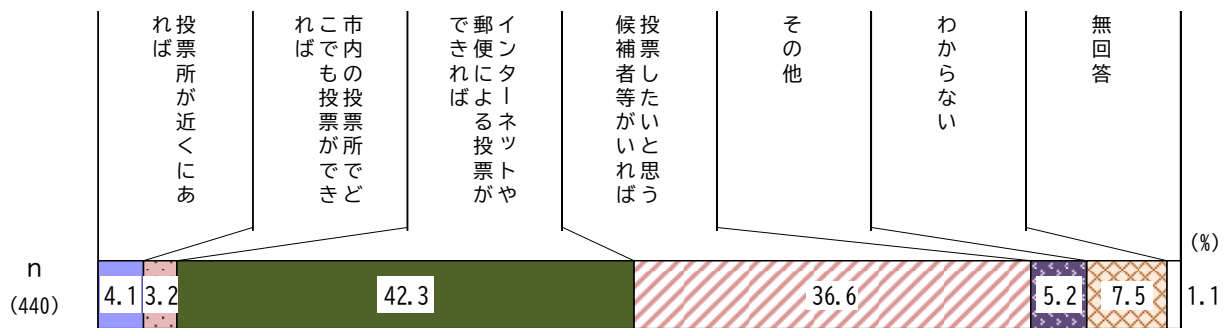 投票所が近くにあ
れば
市内の投票所でど
こでも投票ができ
れば
インターネットや
郵便による投票が
できれば
投票したいと思う
候補者等がいれば
その他
わからない
無回答
(%)
n
(440)
4.1
3.2
42.3
36.6
5.2
7.5
1.1